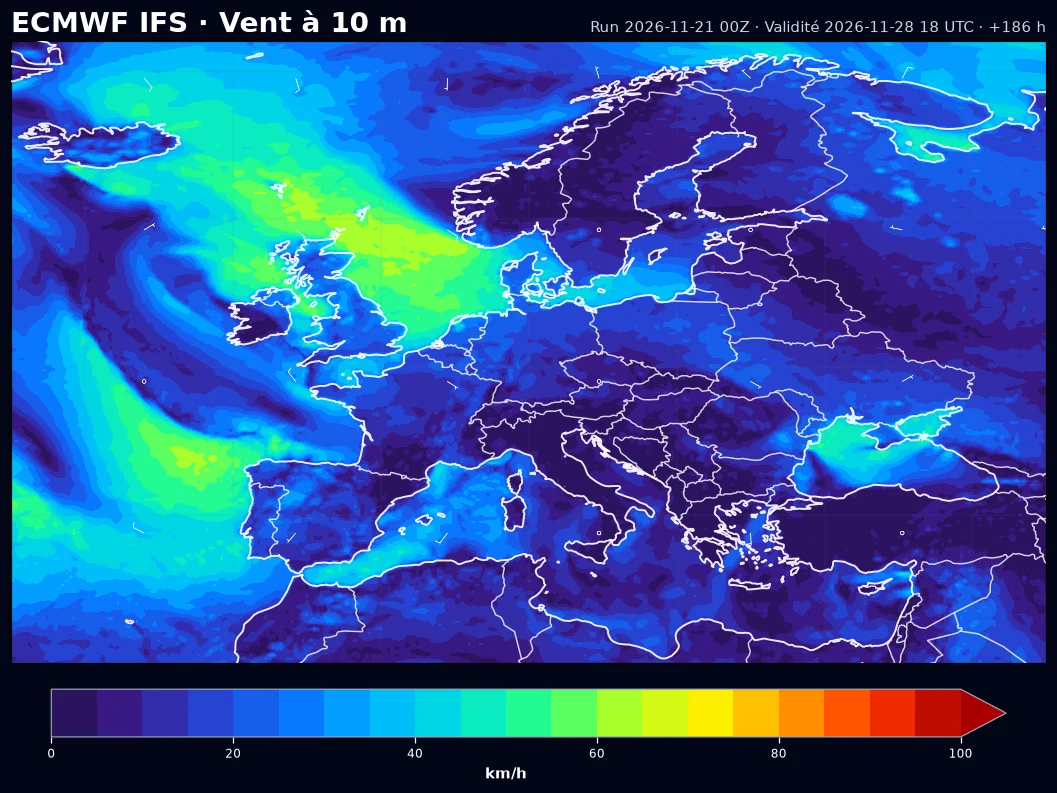 ECMWF IFS · Vent à 10 m
Run 2026-11-21 00Z · Validité 2026-11-28 18 UTC · +186 h
0 20 40 60 80 100
km/h